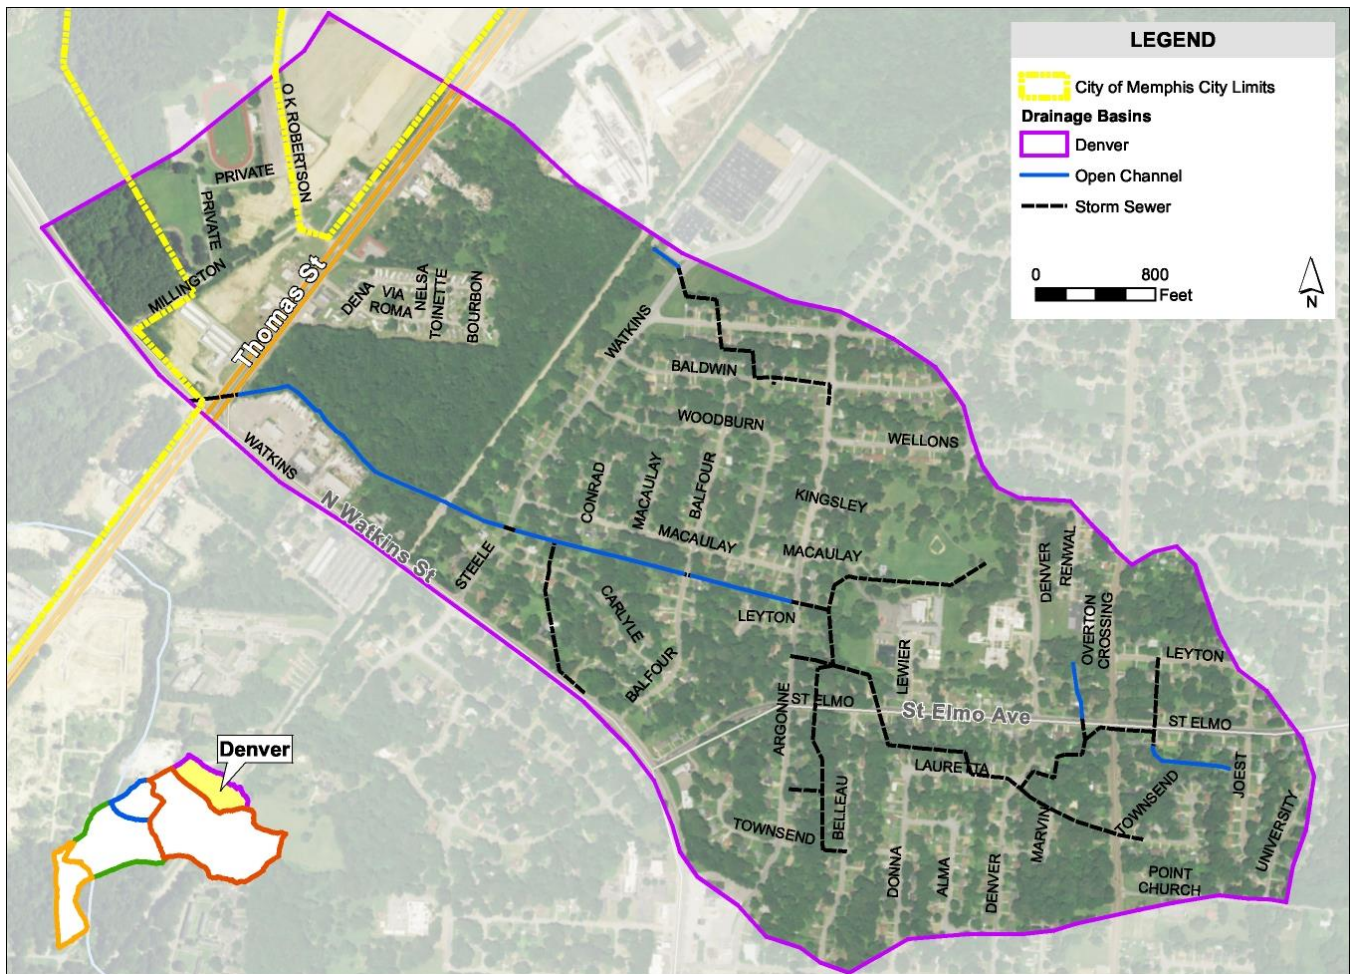 LEGEND
City of Memphis City Limits
Drainage Basins
Denver
Open Channel
Storm Sewer
0
800
Feet
N
O K ROBERTSON
PRIVATE
PRIVATE
MILLINGTON
Thomas St
DENA
VIA
ROMA
NELSA
TOINETTE
BOURBON
WATKINS
BALDWIN
WOODBURN
WELLONS
WATKINS
N Watkins St
CONRAD
MACAULAY
BALFOUR
KINGSLEY
MACAULAY
MACAULAY
STEELE
DENVER
RENWAL
CARLYLE
LEYTON
OVERTON
CROSSING
LEYTON
LEWIER
BALFOUR
ARGONNE
ST ELMO
St Elmo Ave
ST ELMO
LAURETTA
JOEST
TOWNSEND
BELLEAU
TOWNSEND
MARVIN
UNIVERSITY
DONNA
ALMA
DENVER
POINT
CHURCH
Denver